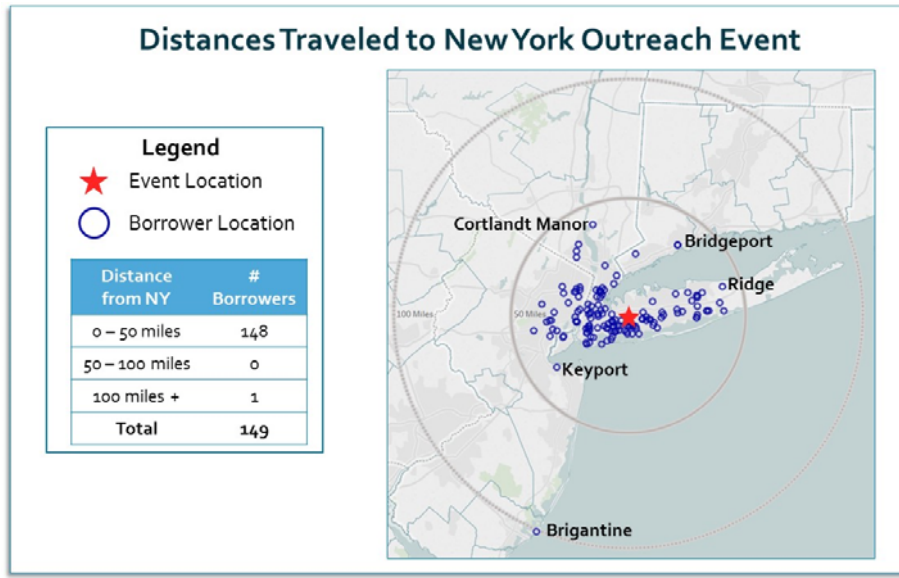 Distances Traveled to New York Outreach Event
Legend
Event Location
Borrower Location
Distance from NY
# Borrowers
0 – 50 miles 148
50 – 100 miles 0
100 miles + 1
Total 149
Cortlandt Manor
Bridgeport
Ridge
100 Miles
50 Miles
Keyport
Brigantine